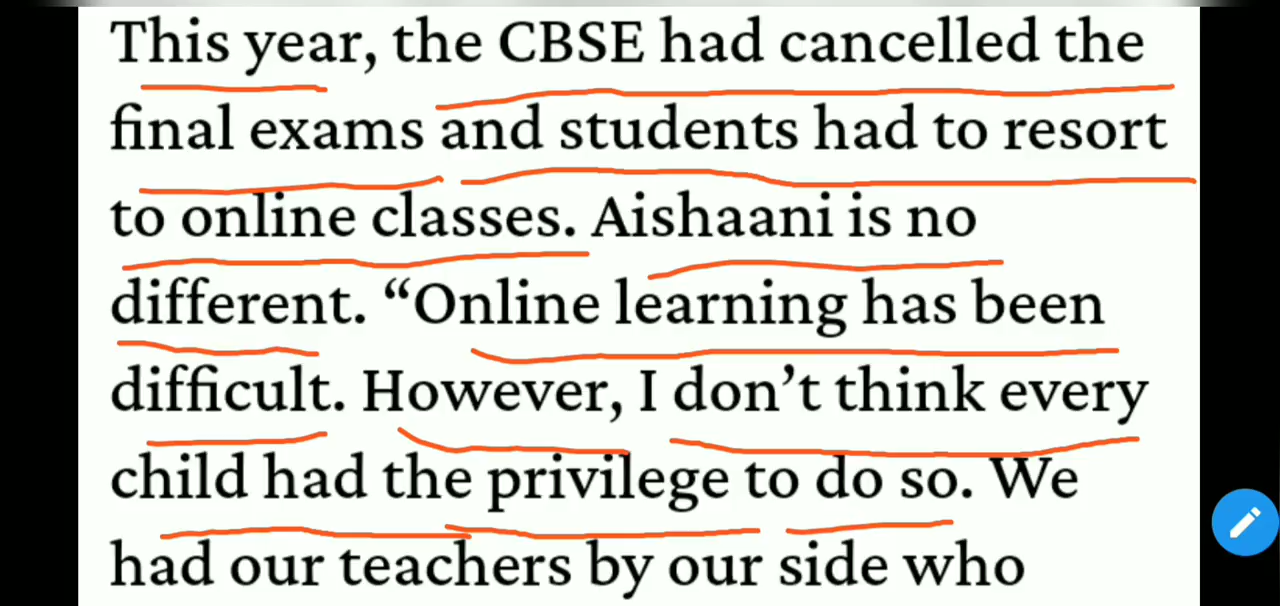 This year, the CBSE had cancelled the
final exams and students had to resort
to online classes. Aishaani is no
different. “Online learning has been
difficult. However, I don’t think every
child had the privilege to do so. We
had our teachers by our side who